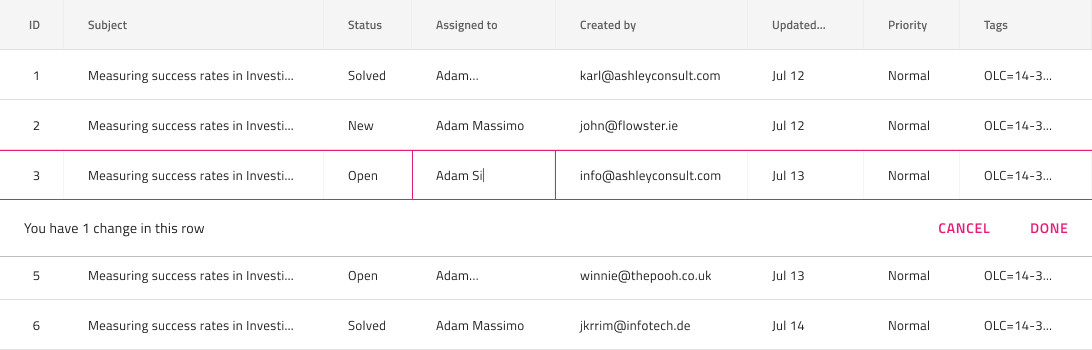 ID Subject Status Assigned to Created by Updated... Priority Tags
1 Measuring success rates in Investi... Solved Adam... karl@ashleyconsult.com Jul 12 Normal OLC=14-3...
2 Measuring success rates in Investi... New Adam Massimo john@flowster.ie Jul 12 Normal OLC=14-3...
3 Measuring success rates in Investi... Open Adam Si info@ashleyconsult.com Jul 13 Normal OLC=14-3...
You have 1 change in this row CANCEL DONE
5 Measuring success rates in Investi... Open Adam... winnie@thepooh.co.uk Jul 13 Normal OLC=14-3...
6 Measuring success rates in Investi... Solved Adam Massimo jkrrim@infotech.de Jul 14 Normal OLC=14-3...